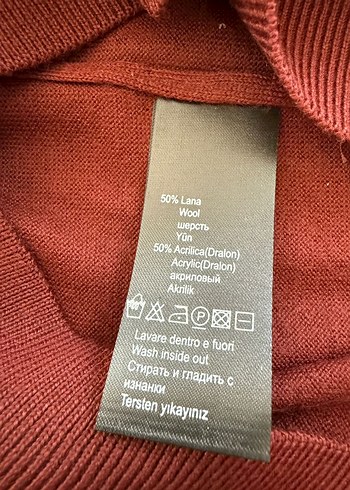 50% Lana
Wool
шерсть
Yün
50% Acrilica(Dralon)
Acrylic(Dralon)
акриловый
Akrilik
P
Lavare dentro e fuori
Wash inside out
Стирать и гладить с
изнанки
Tersten yıkayınız